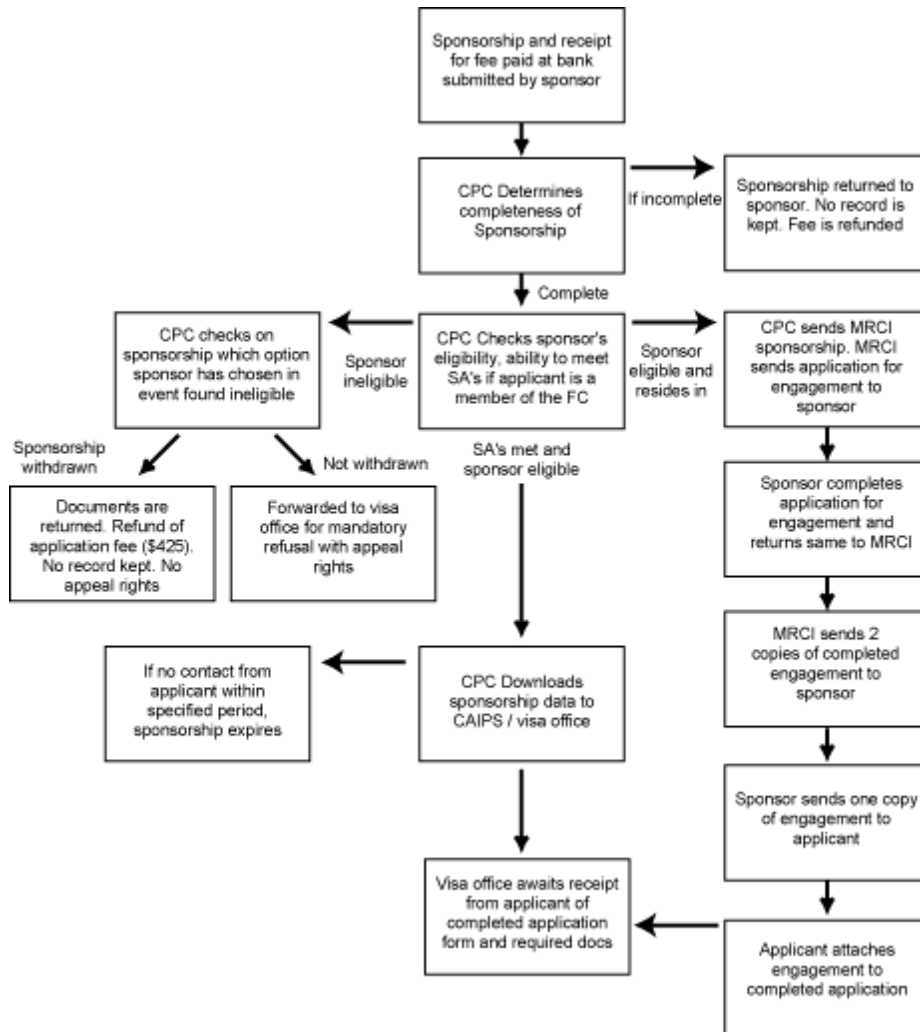 Sponsorship and receipt
for fee paid at bank
submitted by sponsor
CPC Determines
completeness of
Sponsorship
If incomplete
Sponsorship returned to
sponsor. No record is
kept. Fee is refunded
Complete
CPC checks on
sponsorship which option
sponsor has chosen in
event found ineligible
Sponsor
ineligible
CPC Checks sponsor's
eligibility, ability to meet
SA's if applicant is a
member of the FC
Sponsor
eligible and
resides in
CPC sends MRCI
sponsorship. MRCI
sends application for
engagement to
sponsor
Sponsorship
withdrawn
Not withdrawn
SA's met and
sponsor eligible
Documents are
returned. Refund of
application fee ($425).
No record kept. No
appeal rights
Forwarded to visa
office for mandatory
refusal with appeal
rights
Sponsor completes
application for
engagement and
returns same to MRCI
MRCI sends 2
copies of completed
engagement to
sponsor
If no contact from
applicant within
specified period,
sponsorship expires
CPC Downloads
sponsorship data to
CAIPS / visa office
Sponsor sends one copy
of engagement to
applicant
Visa office awaits receipt
from applicant of
completed application
form and required docs
Applicant attaches
engagement to
completed application